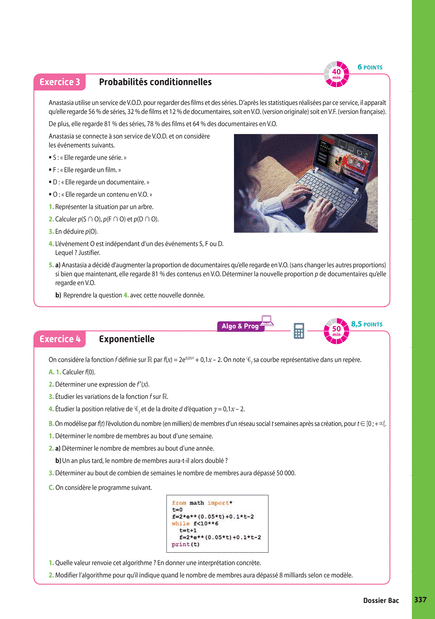 40
min
6 POINTS
Exercice 3 Probabilités conditionnelles
Anastasia utilise un service de V.O.D. pour regarder des films et des séries. D'après les statistiques réalisées par ce service, il apparaît
qu'elle regarde 56 % de séries, 32 % de films et 12 % de documentaires, soit en V.O. (version originale) soit en V.F. (version française).
De plus, elle regarde 81 % des séries, 78 % des films et 64 % des documentaires en V.O.
Anastasia se connecte à son service de V.O.D. et on considère
les événements suivants.
• S : « Elle regarde une série. »
• F : « Elle regarde un film. »
• D : « Elle regarde un documentaire. »
• O : « Elle regarde un contenu en V.O. »
1. Représenter la situation par un arbre.
2. Calculer p(S ∩ O), p(F ∩ O) et p(D ∩ O).
3. En déduire p(O).
4. L'événement O est indépendant d'un des événements S, F ou D.
Lequel ? Justifier.
5. a) Anastasia a décidé d'augmenter la proportion de documentaires qu'elle regarde en V.O. (sans changer les autres proportions)
si bien que maintenant, elle regarde 81 % des contenus en V.O. Déterminer la nouvelle proportion p de documentaires qu'elle
regarde en V.O.
b) Reprendre la question 4. avec cette nouvelle donnée.
Algo & Prog
50
min
8,5 POINTS
Exercice 4 Exponentielle
On considère la fonction f définie sur ℝ par f(x) = 2e^0,05x + 0,1x – 2. On note 𝒞f sa courbe représentative dans un repère.
A. 1. Calculer f(0).
2. Déterminer une expression de f'(x).
3. Étudier les variations de la fonction f sur ℝ.
4. Étudier la position relative de 𝒞f et de la droite d d'équation y = 0,1x – 2.
B. On modélise par f(t) l'évolution du nombre (en milliers) de membres d'un réseau social t semaines après sa création, pour t ∈ [0 ; +∞[.
1. Déterminer le nombre de membres au bout d'une semaine.
2. a) Déterminer le nombre de membres au bout d'une année.
b) Un an plus tard, le nombre de membres aura-t-il alors doublé ?
3. Déterminer au bout de combien de semaines le nombre de membres aura dépassé 50 000.
C. On considère le programme suivant.
from math import*
t=0
f=2*e**(0.05*t)+0.1*t-2
while f<10**6
t=t+1
f=2*e**(0.05*t)+0.1*t-2
print(t)
1. Quelle valeur renvoie cet algorithme ? En donner une interprétation concrète.
2. Modifier l'algorithme pour qu'il indique quand le nombre de membres aura dépassé 8 milliards selon ce modèle.
Dossier Bac 337